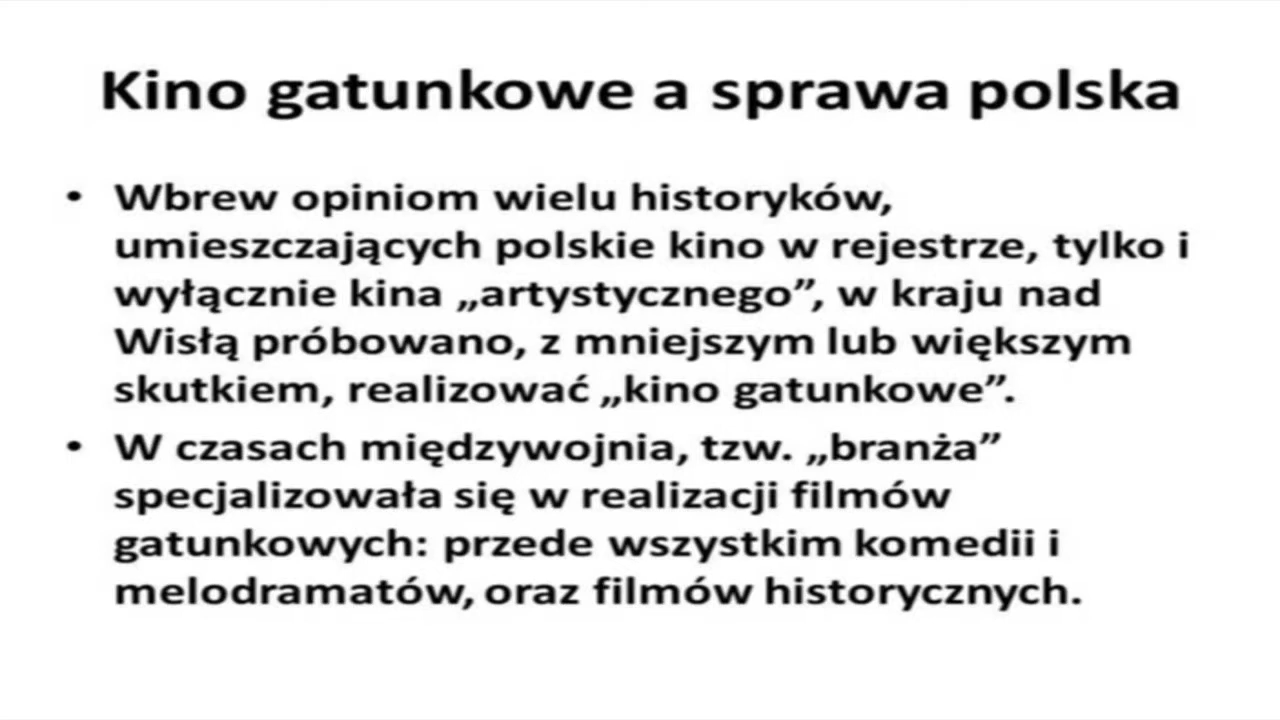 Kino gatunkowe a sprawa polska
• Wbrew opiniom wielu historyków,
umieszczających polskie kino w rejestrze, tylko i
wyłącznie kina „artystycznego”, w kraju nad
Wisłą próbowano, z mniejszym lub większym
skutkiem, realizować „kino gatunkowe”.
• W czasach międzywojnia, tzw. „branża”
specjalizowała się w realizacji filmów
gatunkowych: przede wszystkim komedii i
melodramatów, oraz filmów historycznych.